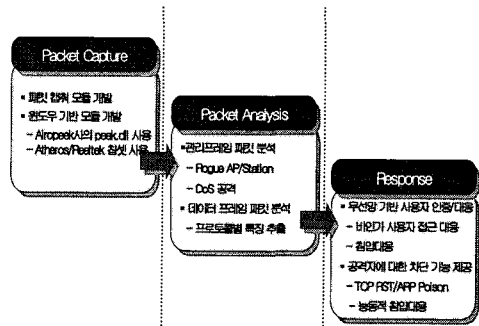 Packet Capture
▪ 패킷 캡춰 모듈 개발
▪ 윈도우 기반 모듈 개발
– Airopeek사의 peek.dll 사용
– Atheros/Realtek 칩셋 사용
Packet Analysis
▪ 관리프레임 패킷 분석
– Rogue AP/Station
– DoS 공격
▪ 데이터 프레임 패킷 분석
– 프로토콜별 특징 추출
Response
▪ 무선망 기반 사용자 인증/대응
– 비인가 사용자 접근 대응
– 침입대응
▪ 공격자에 대한 차단 기능 제공
– TCP RST/ARP Poison
– 능동적 침입대응